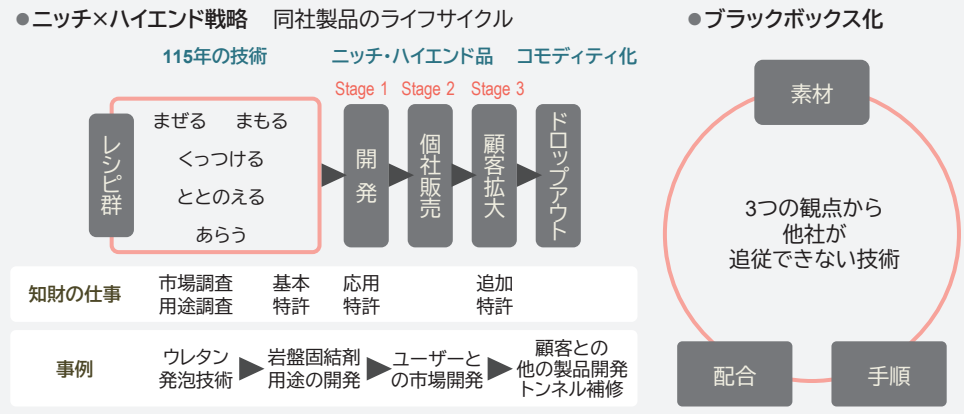 ●ニッチ×ハイエンド戦略　同社製品のライフサイクル
115年の技術　ニッチ・ハイエンド品　コモディティ化
Stage 1　Stage 2　Stage 3
レシピ群
まぜる　まもる
くっつける
ととのえる
あらう
開発
個社販売
顧客拡大
ドロップアウト
知財の仕事
市場調査
用途調査
基本
特許
応用
特許
追加
特許
事例
ウレタン
発泡技術
岩盤固結剤
用途の開発
ユーザーと
の市場開発
顧客との
他の製品開発
トンネル補修
●ブラックボックス化
素材
3つの観点から
他社が
追従できない技術
配合
手順